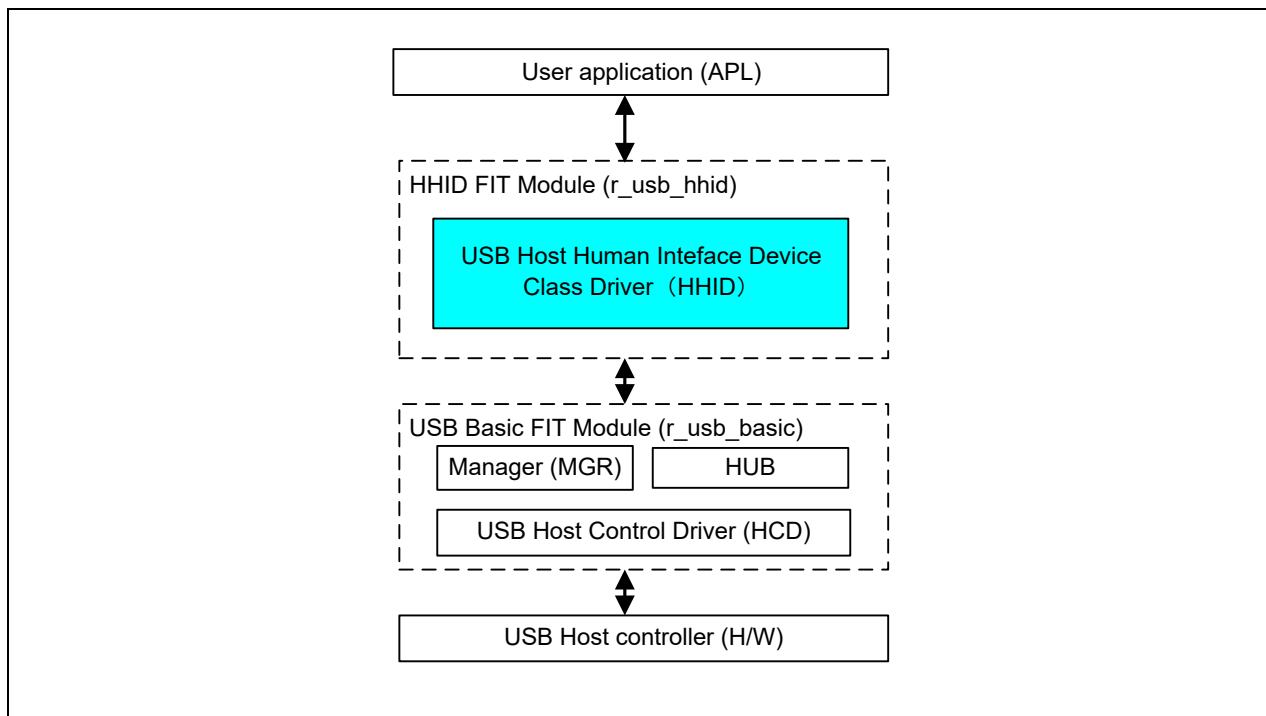 User application (APL)
HHID FIT Module (r_usb_hhid)
USB Host Human Inteface Device
Class Driver（HHID）
USB Basic FIT Module (r_usb_basic)
Manager (MGR)
HUB
USB Host Control Driver (HCD)
USB Host controller (H/W)